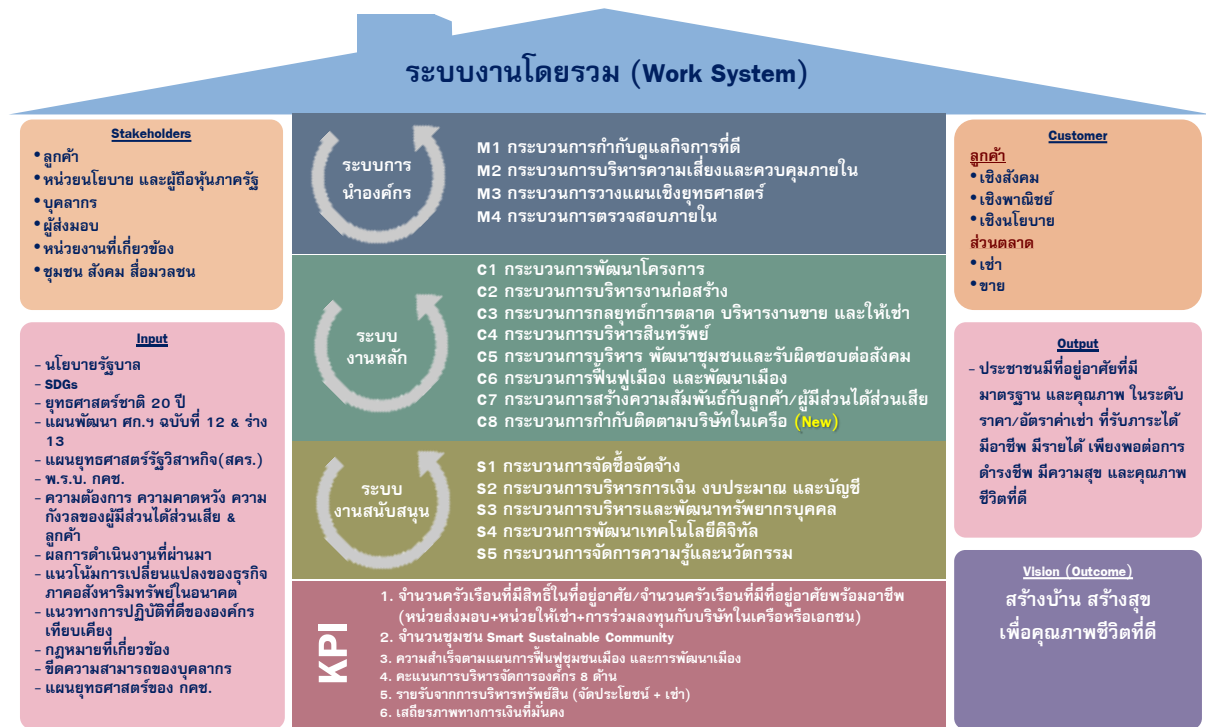 ระบบงานโดยรวม (Work System)
Stakeholders
•ลูกค้า
•หน่วยนโยบาย และผู้ถือหุ้นภาครัฐ
•บุคลากร
•ผู้ส่งมอบ
•หน่วยงานที่เกี่ยวข้อง
•ชุมชน สังคม สื่อมวลชน
Input
- นโยบายรัฐบาล
- SDGs
- ยุทธศาสตร์ชาติ 20 ปี
- แผนพัฒนา ศก.ฯ ฉบับที่ 12 & ร่าง
13
- แผนยุทธศาสตร์รัฐวิสาหกิจ(สคร.)
- พ.ร.บ. กคช.
- ความต้องการ ความคาดหวัง ความ
กังวลของผู้มีส่วนได้ส่วนเสีย &
ลูกค้า
- ผลการดำเนินงานที่ผ่านมา
- แนวโน้มการเปลี่ยนแปลงของธุรกิจ
ภาคอสังหาริมทรัพย์ในอนาคต
- แนวทางการปฏิบัติที่ดีขององค์กร
เทียบเคียง
- กฎหมายที่เกี่ยวข้อง
- ขีดความสามารถของบุคลากร
- แผนยุทธศาสตร์ของ กคช.
ระบบการ
นำองค์กร
M1 กระบวนการกำกับดูแลกิจการที่ดี
M2 กระบวนการบริหารความเสี่ยงและควบคุมภายใน
M3 กระบวนการวางแผนเชิงยุทธศาสตร์
M4 กระบวนการตรวจสอบภายใน
ระบบ
งานหลัก
C1 กระบวนการพัฒนาโครงการ
C2 กระบวนการบริหารงานก่อสร้าง
C3 กระบวนการกลยุทธ์การตลาด บริหารงานขาย และให้เช่า
C4 กระบวนการบริหารสินทรัพย์
C5 กระบวนการบริหาร พัฒนาชุมชนและรับผิดชอบต่อสังคม
C6 กระบวนการฟื้นฟูเมือง และพัฒนาเมือง
C7 กระบวนการสร้างความสัมพันธ์กับลูกค้า/ผู้มีส่วนได้ส่วนเสีย
C8 กระบวนการกำกับติดตามบริษัทในเครือ (New)
ระบบ
งานสนับสนุน
S1 กระบวนการจัดซื้อจัดจ้าง
S2 กระบวนการบริหารการเงิน งบประมาณ และบัญชี
S3 กระบวนการบริหารและพัฒนาทรัพยากรบุคคล
S4 กระบวนการพัฒนาเทคโนโลยีดิจิทัล
S5 กระบวนการจัดการความรู้และนวัตกรรม
KPI
1. จำนวนครัวเรือนที่มีสิทธิ์ในที่อยู่อาศัย/จำนวนครัวเรือนที่มีที่อยู่อาศัยพร้อมอาชีพ
(หน่วยส่งมอบ+หน่วยให้เช่า+การร่วมลงทุนกับบริษัทในเครือหรือเอกชน)
2. จำนวนชุมชน Smart Sustainable Community
3. ความสำเร็จตามแผนการฟื้นฟูชุมชนเมือง และการพัฒนาเมือง
4. คะแนนการบริหารจัดการองค์กร 8 ด้าน
5. รายรับจากการบริหารทรัพย์สิน (จัดประโยชน์ + เช่า)
6. เสถียรภาพทางการเงินที่มั่นคง
Customer
ลูกค้า
•เชิงสังคม
•เชิงพาณิชย์
•เชิงนโยบาย
ส่วนตลาด
•เช่า
•ขาย
Output
- ประชาชนมีที่อยู่อาศัยที่มี
มาตรฐาน และคุณภาพ ในระดับ
ราคา/อัตราค่าเช่า ที่รับภาระได้
มีอาชีพ มีรายได้ เพียงพอต่อการ
ดำรงชีพ มีความสุข และคุณภาพ
ชีวิตที่ดี
Vision (Outcome)
สร้างบ้าน สร้างสุข
เพื่อคุณภาพชีวิตที่ดี